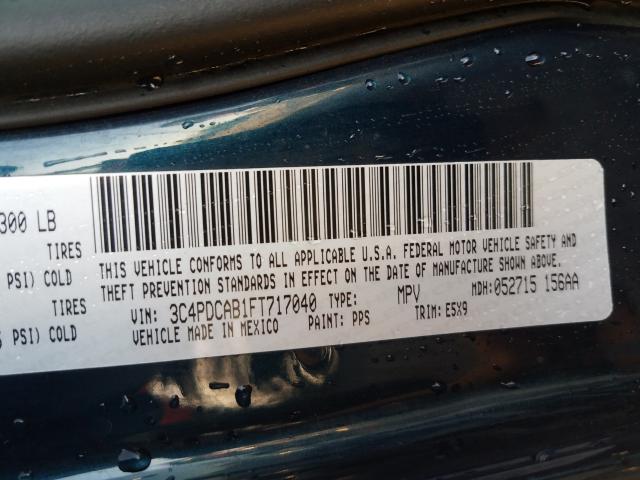 300 LB
TIRES
PSI) COLD
TIRES
PSI) COLD
THIS VEHICLE CONFORMS TO ALL APPLICABLE U.S.A. FEDERAL MOTOR VEHICLE SAFETY AND
THEFT PREVENTION STANDARDS IN EFFECT ON THE DATE OF MANUFACTURE SHOWN ABOVE.
VIN: 3C4PDCAB1FT717040 TYPE: MPV MDH:052715 156AA
VEHICLE MADE IN MEXICO PAINT: PPS TRIM: E5X9